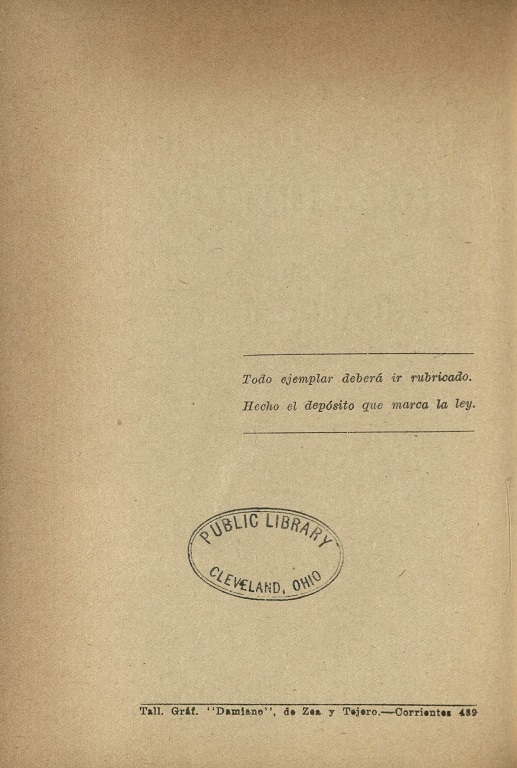 Todo ejemplar deberá ir rubricado.
Hecho el depósito que marca la ley.
PUBLIC LIBRARY
CLEVELAND, OHIO
Tall. Gráf. "Damiano", de Zea y Tejero.—Corrientes 439